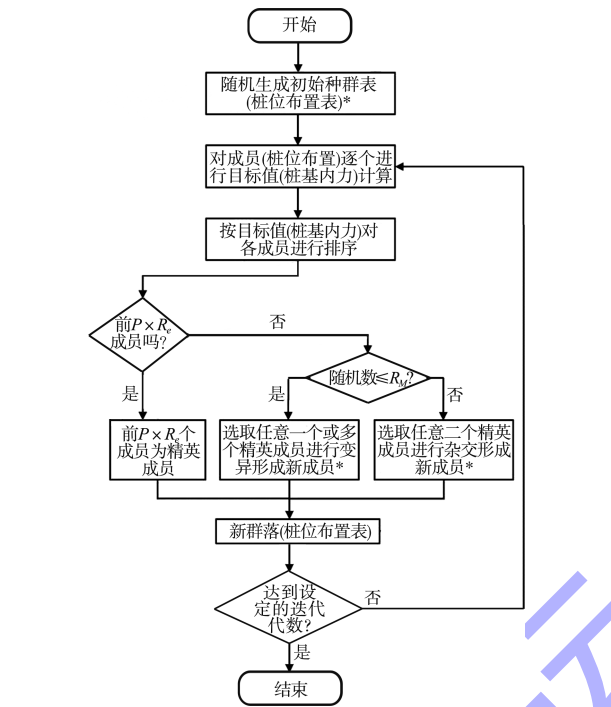 开始
随机生成初始种群表
(桩位布置表)*
对成员(桩位布置)逐个进
行目标值(桩基内力)计算
按目标值(桩基内力)对
各成员进行排序
前P×Re
成员吗?
否
随机数≤RM?
是
是
否
前P×Re个
成员为精英
成员
选取任意一个或多
个精英成员进行变
异形成新成员*
选取任意二个精英
成员进行杂交形成
新成员*
新群落(桩位布置表)
达到设
定的迭代
代数?
否
是
结束